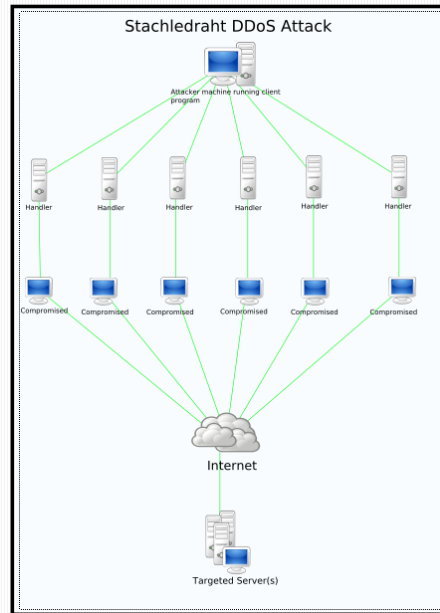 Stachledraht DDoS Attack
Attacker machine running client
program
Handler
Handler
Handler
Handler
Handler
Handler
Compromised
Compromised
Compromised
Compromised
Compromised
Compromised
Internet
Targeted Server(s)